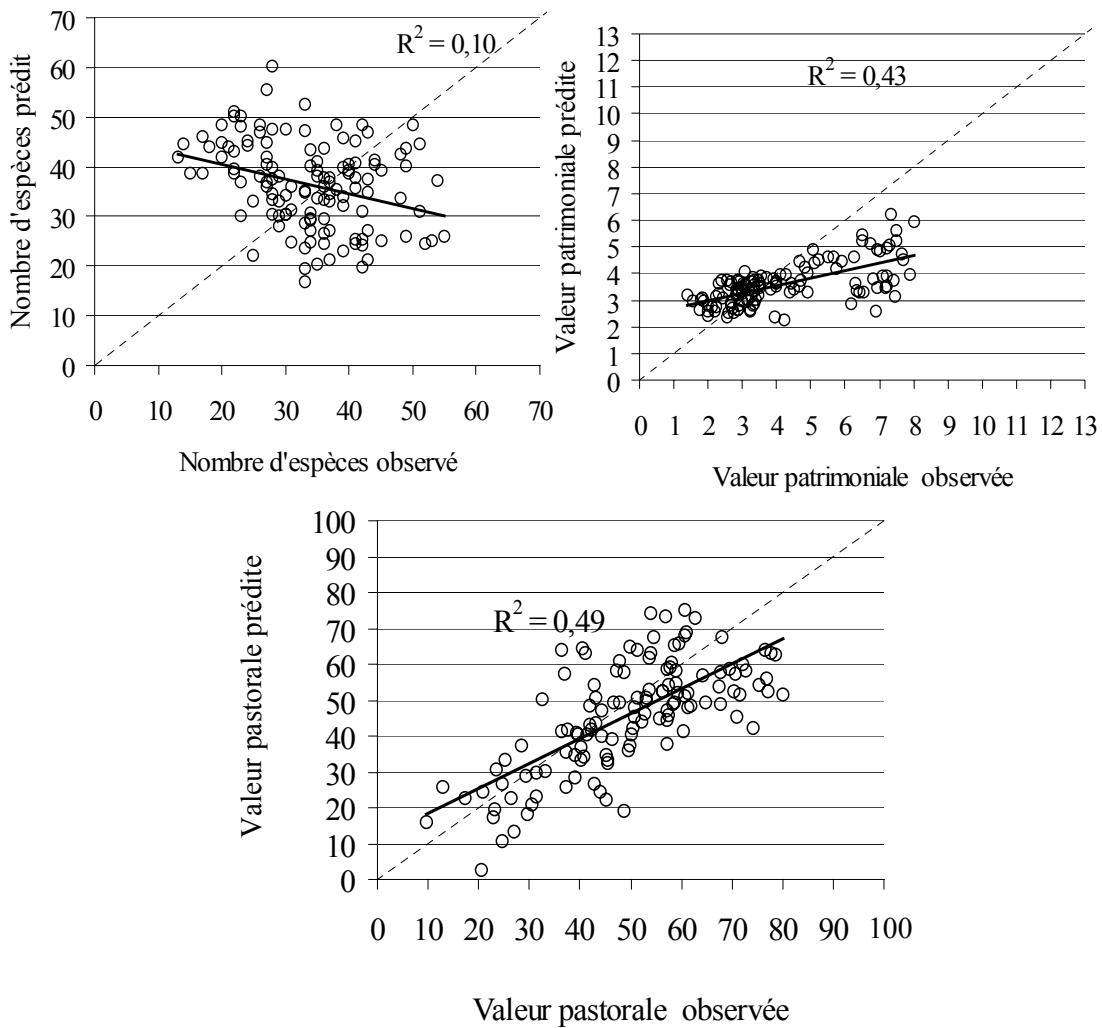 Nombre d'espèces prédit
70
60
50
40
30
20
10
0
R² = 0,10
0 10 20 30 40 50 60 70
Nombre d'espèces observé
Valeur patrimoniale prédite
13
12
11
10
9
8
7
6
5
4
3
2
1
0
R² = 0,43
0 1 2 3 4 5 6 7 8 9 10 11 12 13
Valeur patrimoniale observée
Valeur pastorale prédite
100
90
80
70
60
50
40
30
20
10
0
R² = 0,49
0 10 20 30 40 50 60 70 80 90 100
Valeur pastorale observée